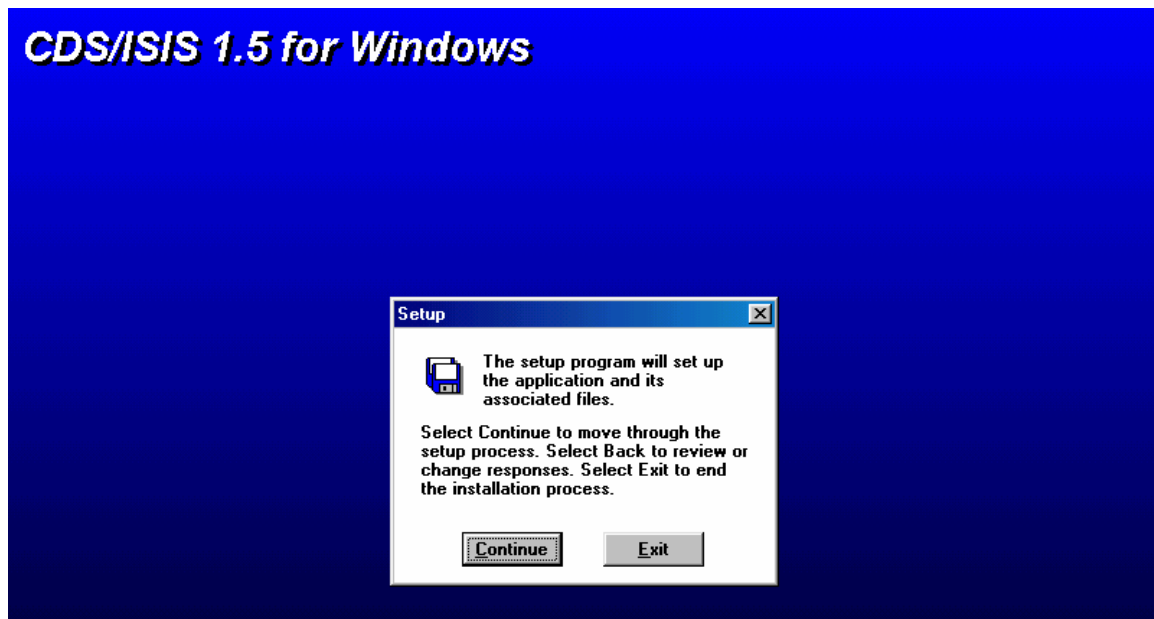 CDS/ISIS 1.5 for Windows
Setup
The setup program will set up
the application and its
associated files.
Select Continue to move through the
setup process. Select Back to review or
change responses. Select Exit to end
the installation process.
Continue
Exit